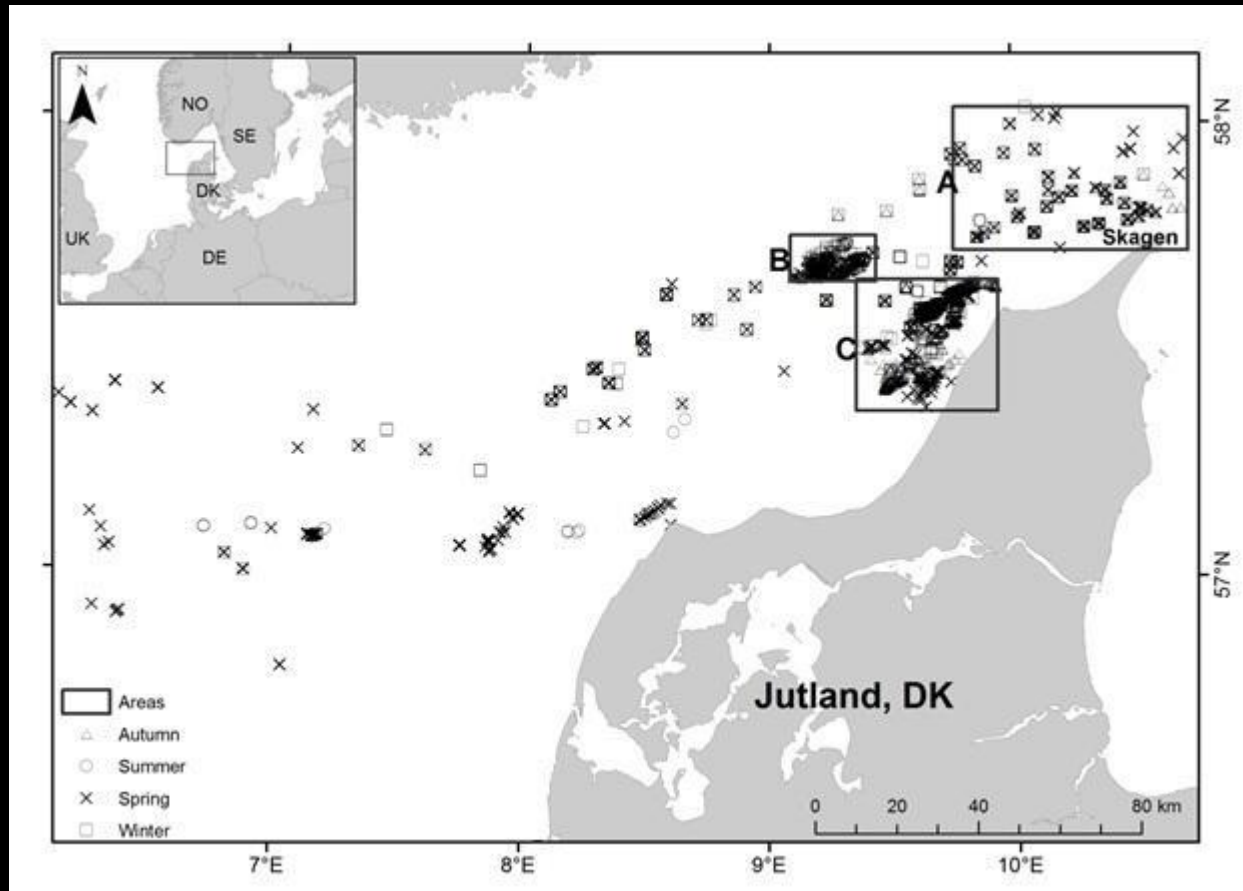 N
NO
SE
DK
UK
DE
58°N
A
Skagen
B
C
57°N
Jutland, DK
Areas
Autumn
Summer
Spring
Winter
0 20 40 80 km
7°E 8°E 9°E 10°E